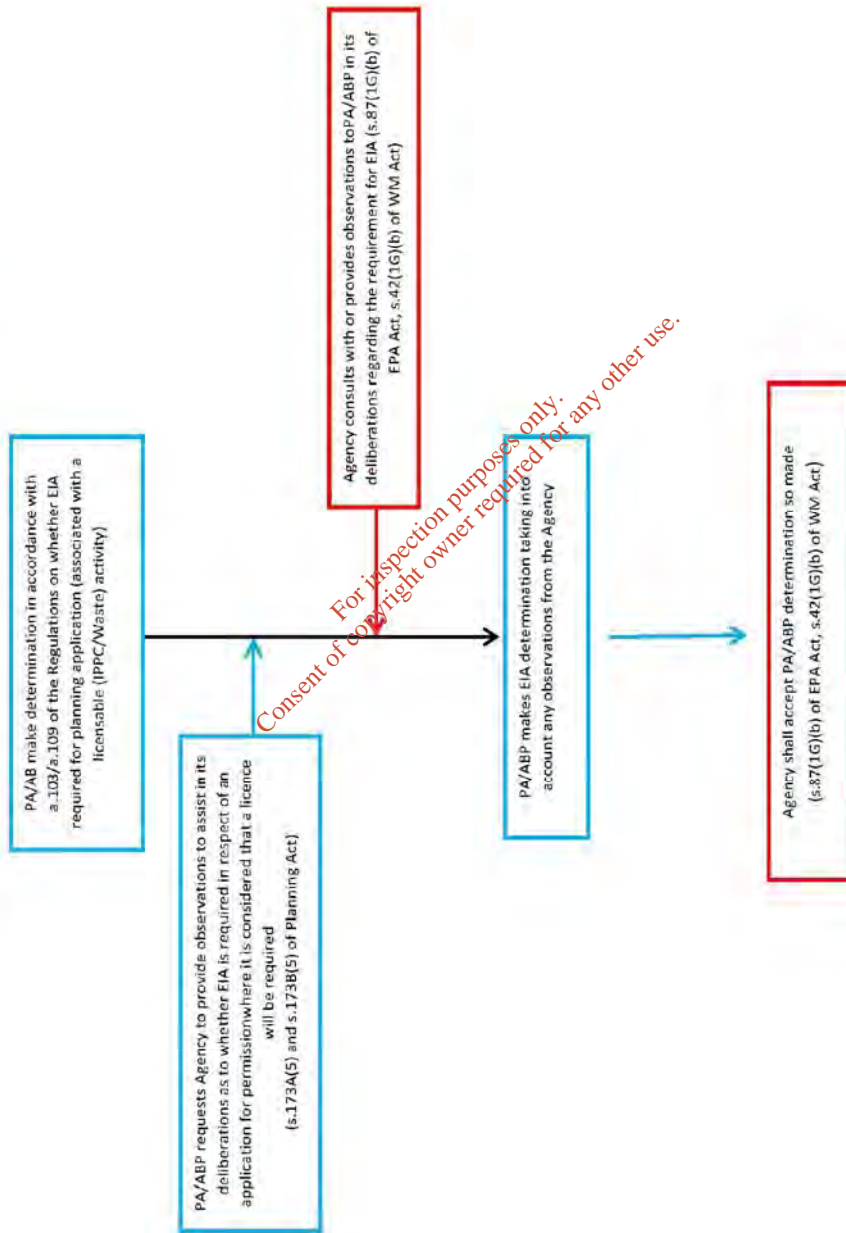 PA/AB make determination in accordance with
a.103/a.109 of the Regulations on whether EIA
required for planning application (associated with a
licensable (IPPC/Waste) activity)
PA/ABP requests Agency to provide observations to assist in its
deliberations as to whether EIA is required in respect of an
application for permissionwhere it is considered that a licence
will be required
(s.173A(5) and s.173B(5) of Planning Act)
Agency consults with or provides observations toPA/ABP in its
deliberations regarding the requirement for EIA (s.87(1G)(b) of
EPA Act, s.42(1G)(b) of WM Act)
PA/ABP makes EIA determination taking into
account any observations from the Agency
Agency shall accept PA/ABP determination so made
(s.87(1G)(b) of EPA Act, s.42(1G)(b) of WM Act)
For inspection purposes only.
Consent of copyright owner required for any other use.